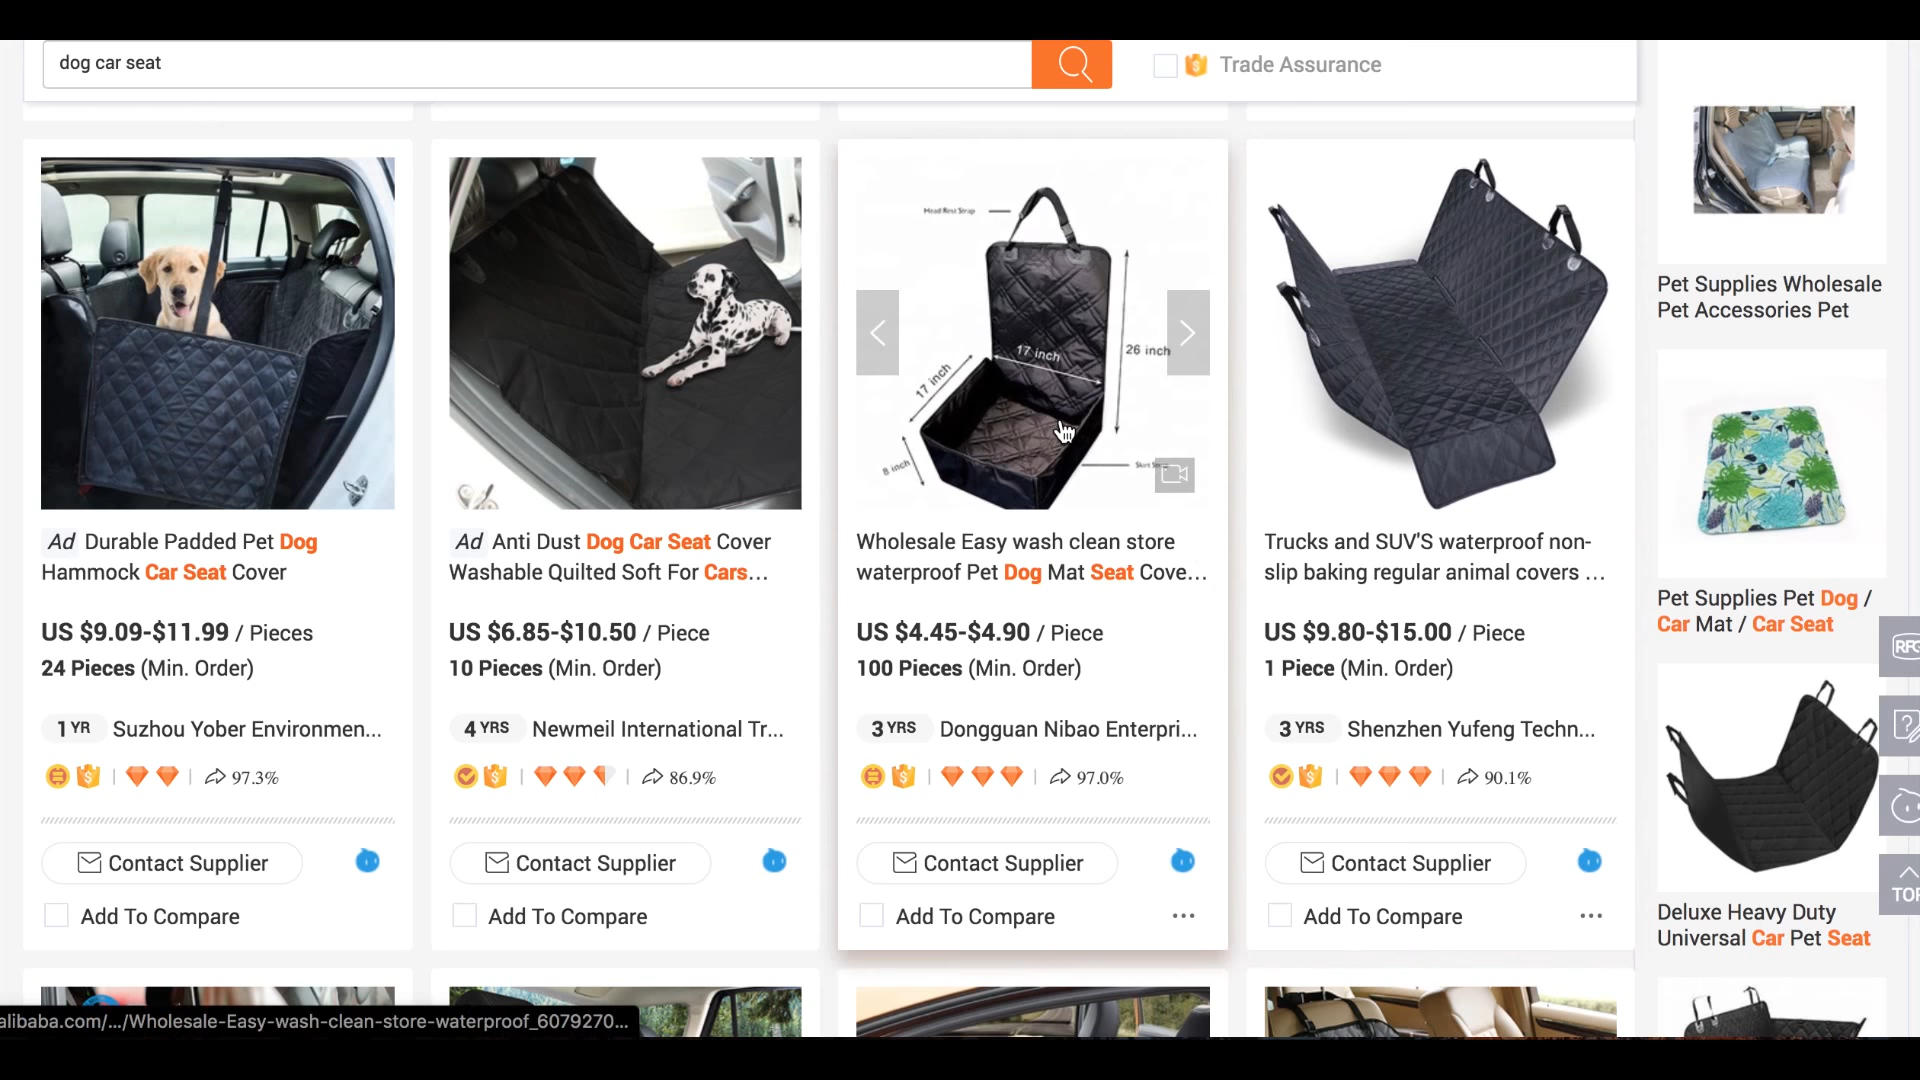 dog car seat
Trade Assurance
Head Rest Strap
17 inch
17 inch
26 inch
8 inch
Ad Durable Padded Pet Dog
Hammock Car Seat Cover
US $9.09-$11.99 / Pieces
24 Pieces (Min. Order)
1 YR Suzhou Yober Environmen...
97.3%
Contact Supplier
Add To Compare
Ad Anti Dust Dog Car Seat Cover
Washable Quilted Soft For Cars...
US $6.85-$10.50 / Piece
10 Pieces (Min. Order)
4 YRS Newmeil International Tr...
86.9%
Contact Supplier
Add To Compare
Wholesale Easy wash clean store
waterproof Pet Dog Mat Seat Cove...
US $4.45-$4.90 / Piece
100 Pieces (Min. Order)
3 YRS Dongguan Nibao Enterpri...
97.0%
Contact Supplier
Add To Compare
Trucks and SUV'S waterproof non-
slip baking regular animal covers ...
US $9.80-$15.00 / Piece
1 Piece (Min. Order)
3 YRS Shenzhen Yufeng Techn...
90.1%
Contact Supplier
Add To Compare
Pet Supplies Wholesale
Pet Accessories Pet
Pet Supplies Pet Dog /
Car Mat / Car Seat
Deluxe Heavy Duty
Universal Car Pet Seat
RFQ
TOP
alibaba.com/.../Wholesale-Easy-wash-clean-store-waterproof_6079270...